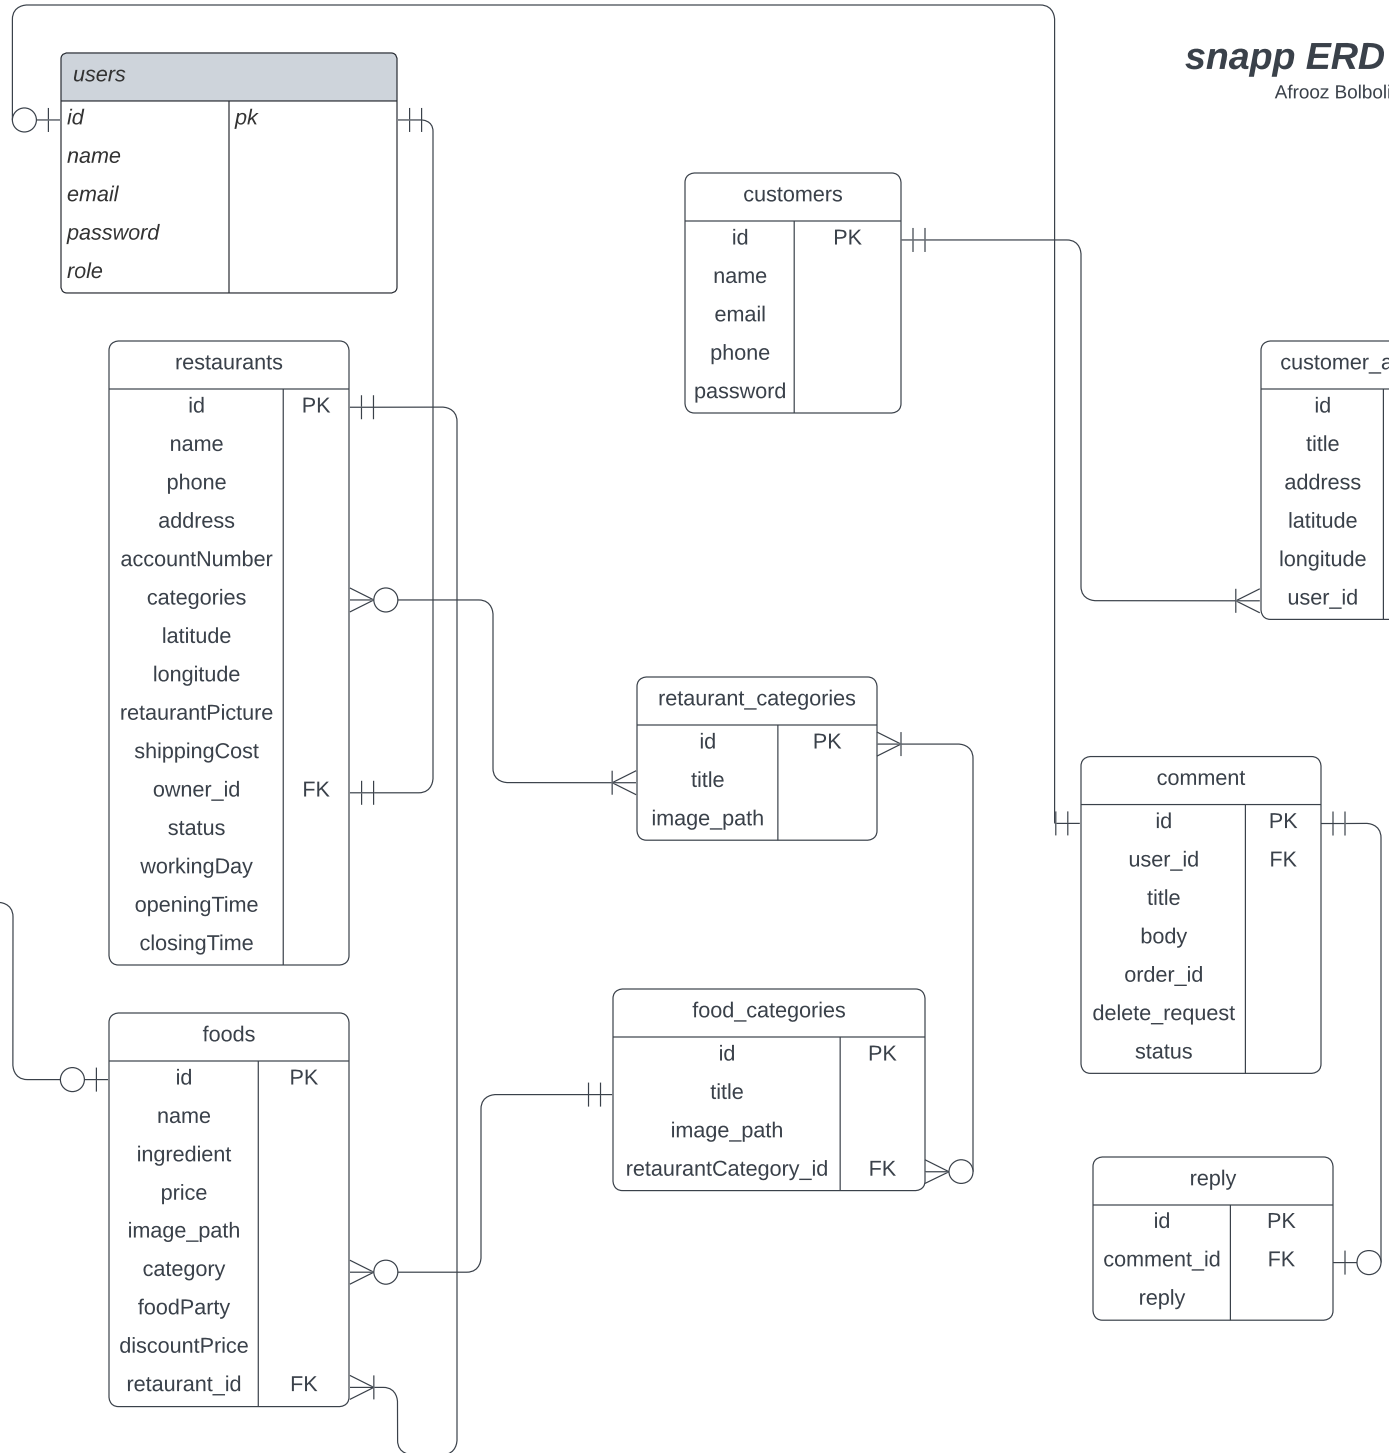 snapp ERD
Afrooz Bolboli
users
id pk
name
email
password
role
customers
id PK
name
email
phone
password
restaurants
id PK
name
phone
address
accountNumber
categories
latitude
longitude
retaurantPicture
shippingCost
owner_id FK
status
workingDay
openingTime
closingTime
customer_a
id
title
address
latitude
longitude
user_id
retaurant_categories
id PK
title
image_path
comment
id PK
user_id FK
title
body
order_id
delete_request
status
foods
id PK
name
ingredient
price
image_path
category
foodParty
discountPrice
retaurant_id FK
food_categories
id PK
title
image_path
retaurantCategory_id FK
reply
id PK
comment_id FK
reply